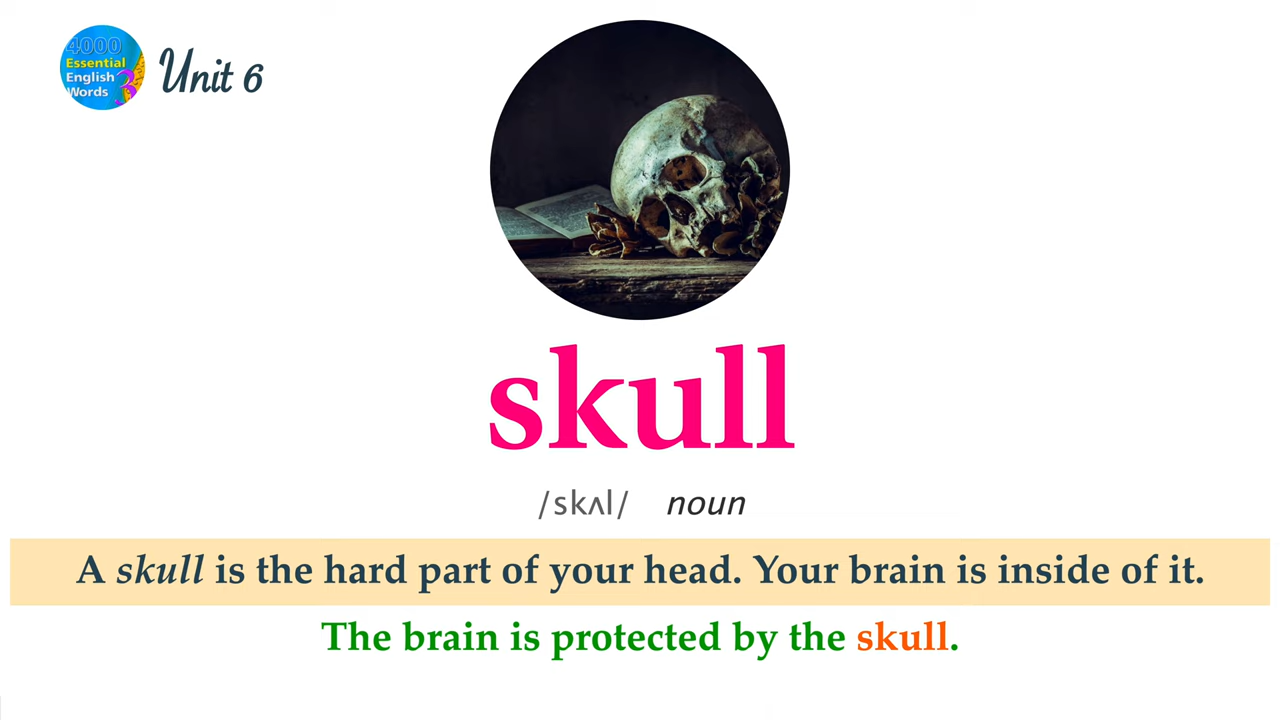 4000
Essential
English
Words 3
Unit 6
skull
/skʌl/ noun
A skull is the hard part of your head. Your brain is inside of it.
The brain is protected by the skull.